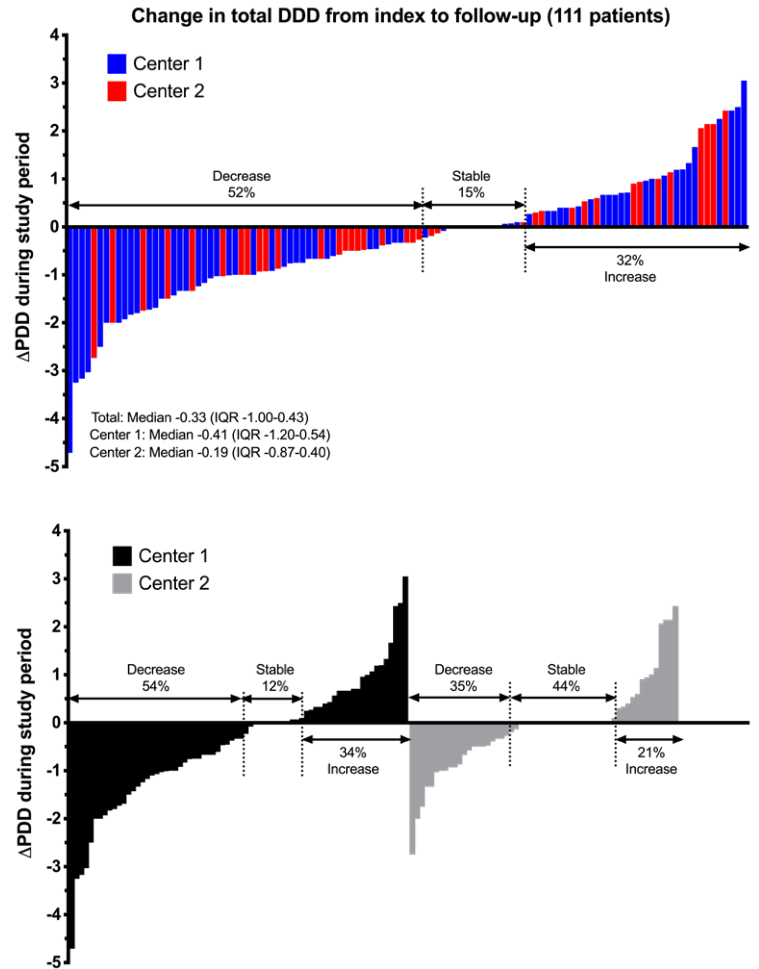 Change in total DDD from index to follow-up (111 patients)
ΔPDD during study period
4
3
2
1
0
-1
-2
-3
-4
-5
Center 1
Center 2
Decrease
52%
Stable
15%
32%
Increase
Total: Median -0.33 (IQR -1.00-0.43)
Center 1: Median -0.41 (IQR -1.20-0.54)
Center 2: Median -0.19 (IQR -0.87-0.40)
ΔPDD during study period
4
3
2
1
0
-1
-2
-3
-4
-5
Center 1
Center 2
Decrease
54%
Stable
12%
34%
Increase
Decrease
35%
Stable
44%
21%
Increase